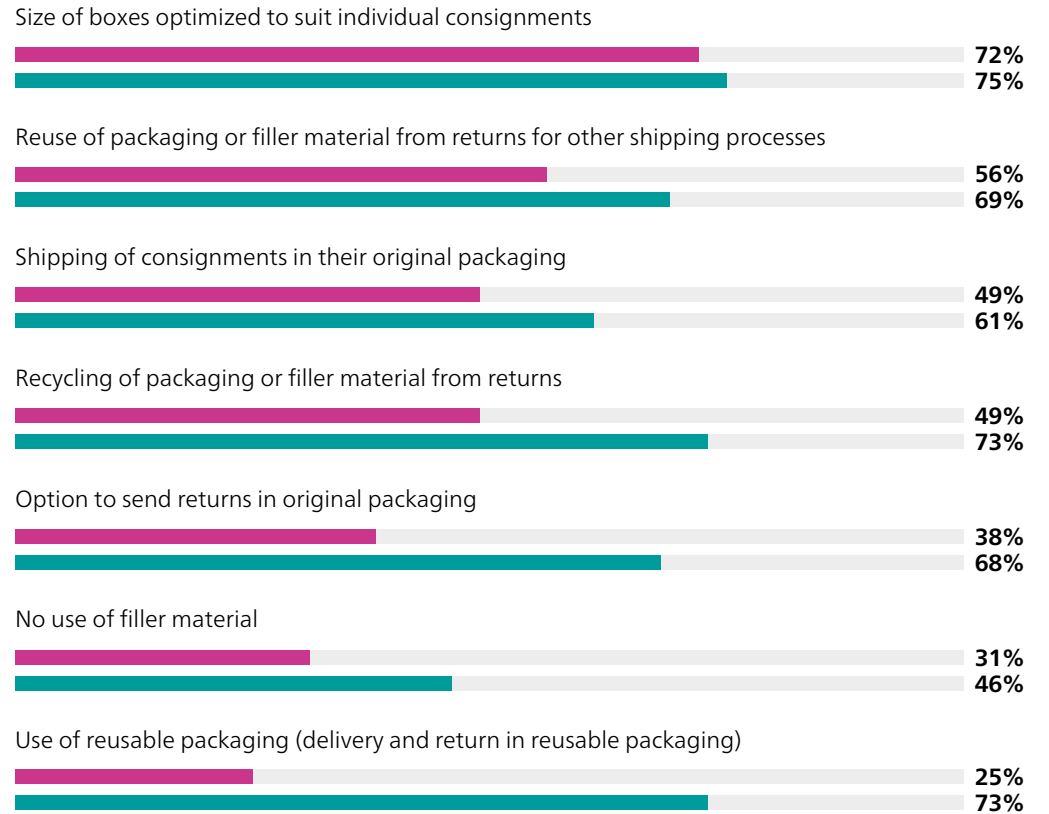 Size of boxes optimized to suit individual consignments
72%
75%
Reuse of packaging or filler material from returns for other shipping processes
56%
69%
Shipping of consignments in their original packaging
49%
61%
Recycling of packaging or filler material from returns
49%
73%
Option to send returns in original packaging
38%
68%
No use of filler material
31%
46%
Use of reusable packaging (delivery and return in reusable packaging)
25%
73%